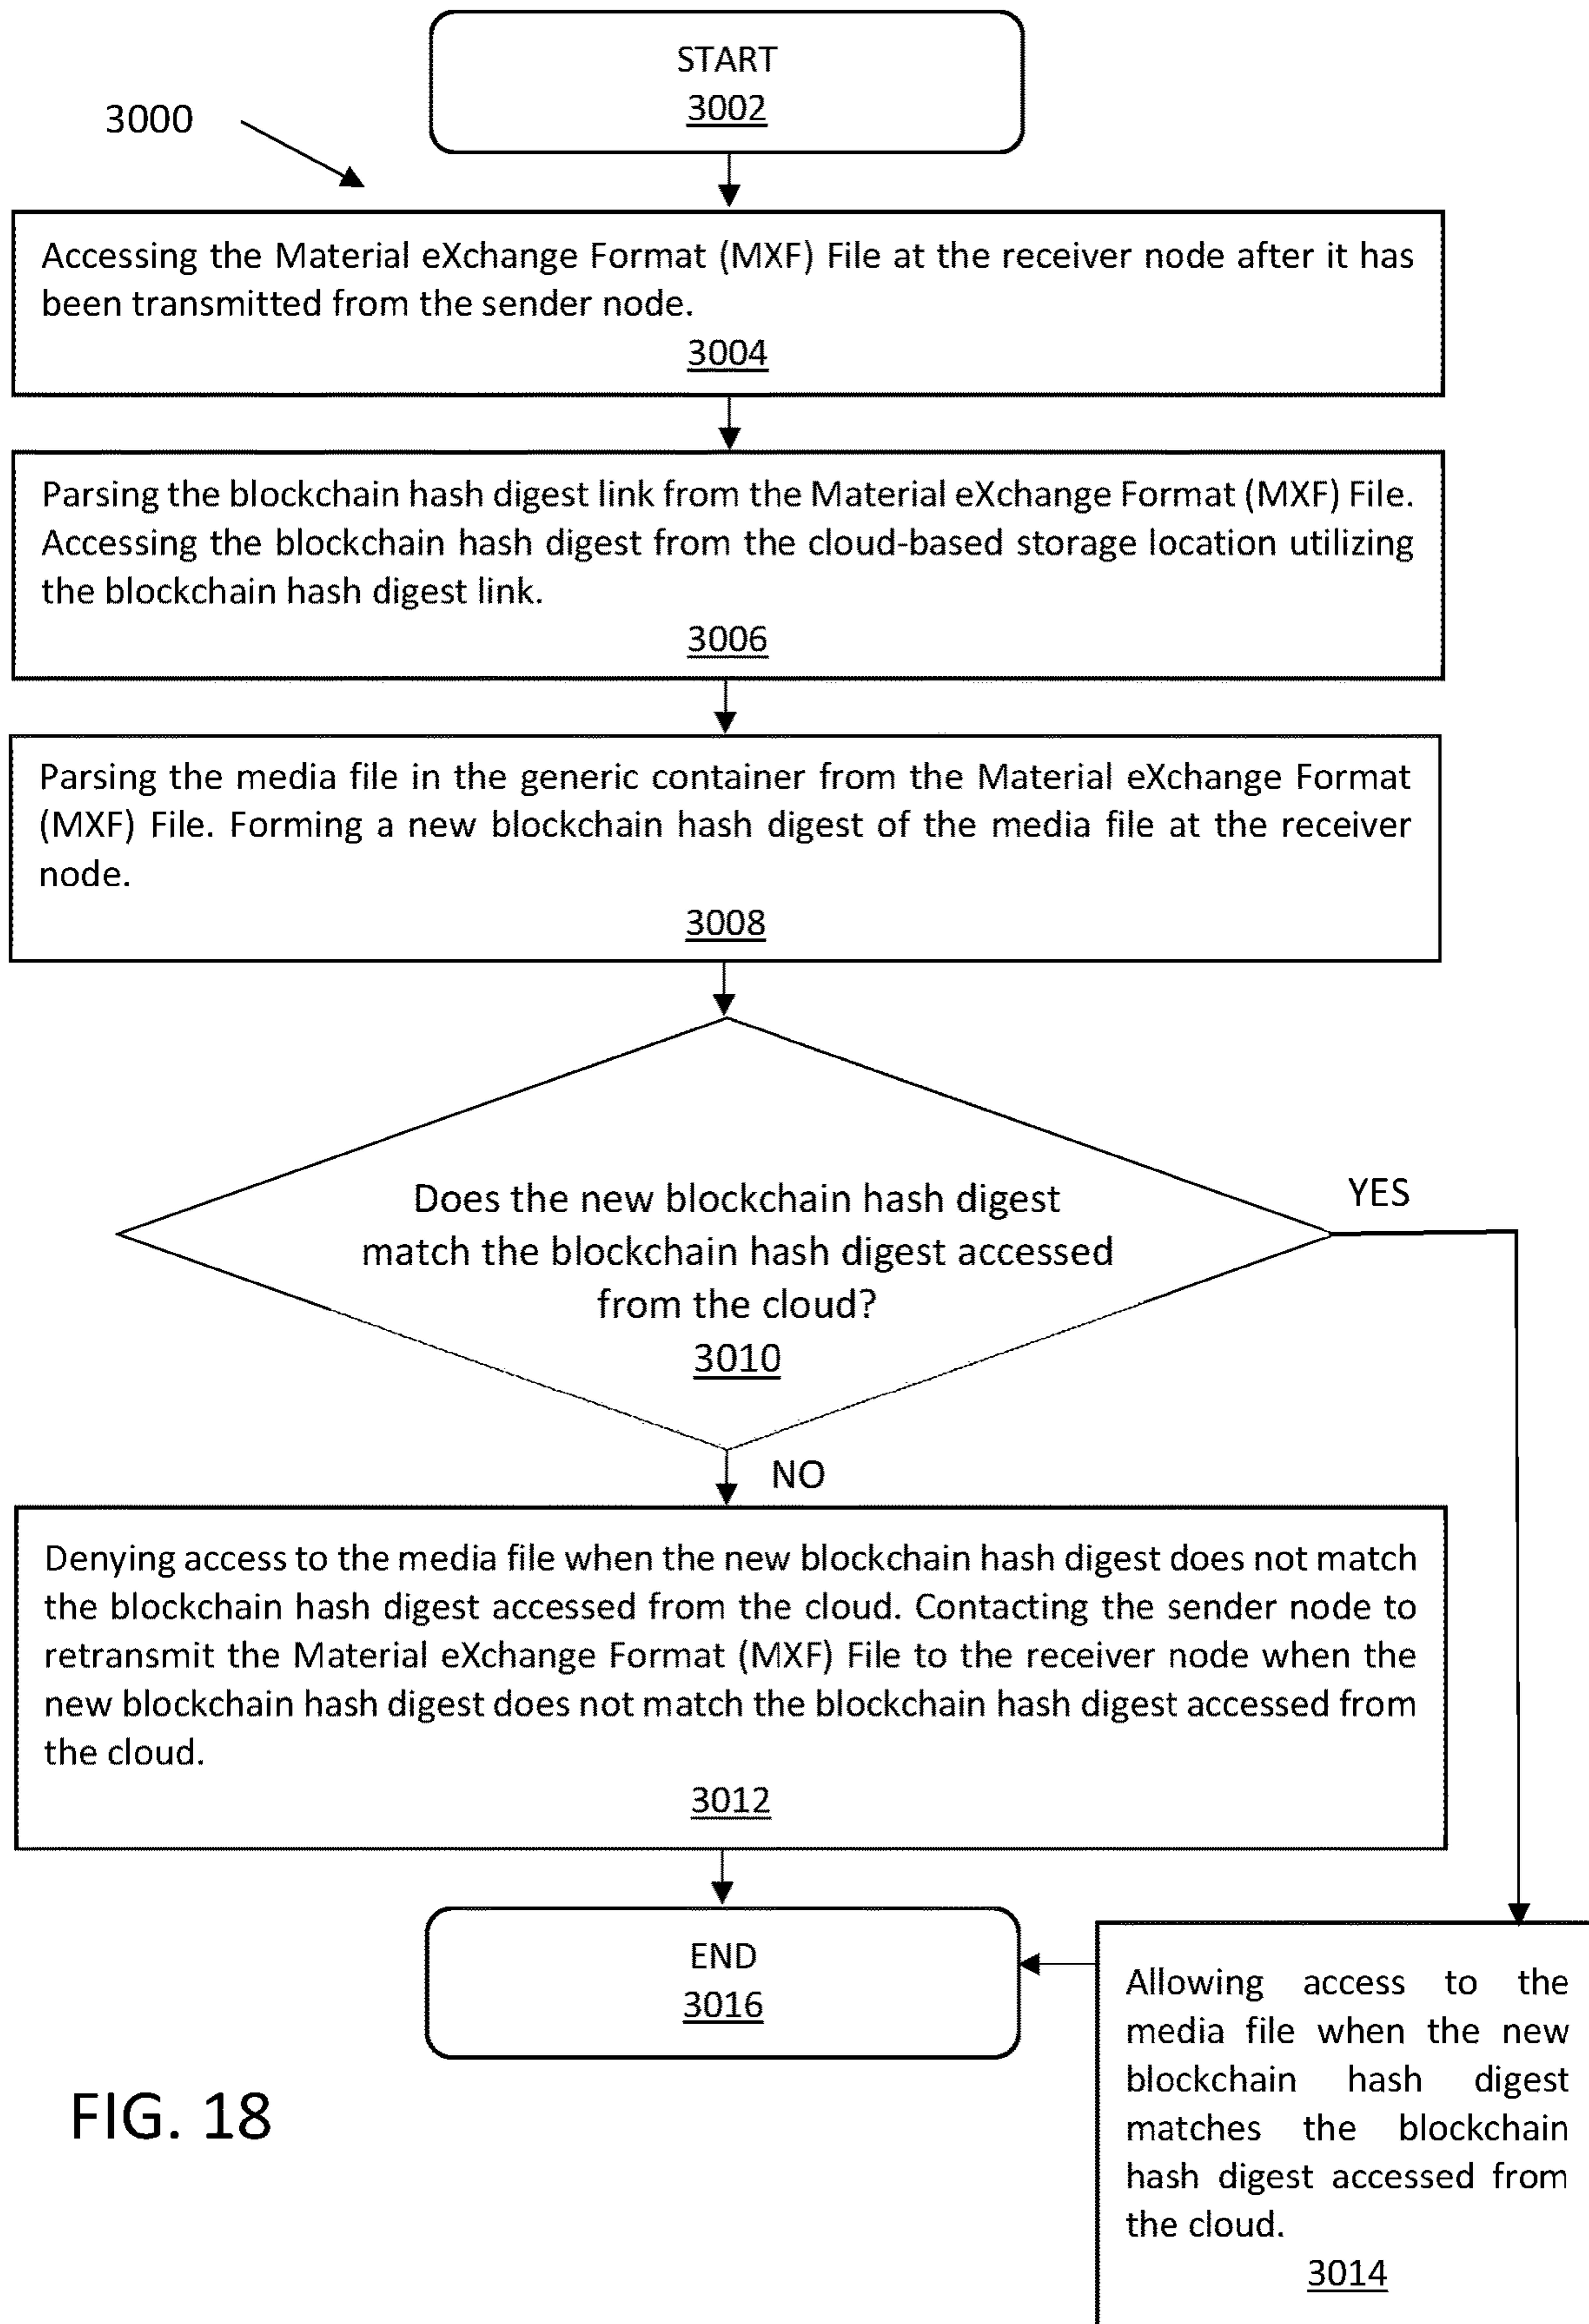 START
3002
3000
Accessing the Material eXchange Format (MXF) File at the receiver node after it has
been transmitted from the sender node.
3004
Parsing the blockchain hash digest link from the Material eXchange Format (MXF) File.
Accessing the blockchain hash digest from the cloud-based storage location utilizing
the blockchain hash digest link.
3006
Parsing the media file in the generic container from the Material eXchange Format
(MXF) File. Forming a new blockchain hash digest of the media file at the receiver
node.
3008
Does the new blockchain hash digest
match the blockchain hash digest accessed
from the cloud?
3010
YES
NO
Denying access to the media file when the new blockchain hash digest does not match
the blockchain hash digest accessed from the cloud. Contacting the sender node to
retransmit the Material eXchange Format (MXF) File to the receiver node when the
new blockchain hash digest does not match the blockchain hash digest accessed from
the cloud.
3012
END
3016
Allowing access to the
media file when the new
blockchain hash digest
matches the blockchain
hash digest accessed from
the cloud.
3014
FIG. 18